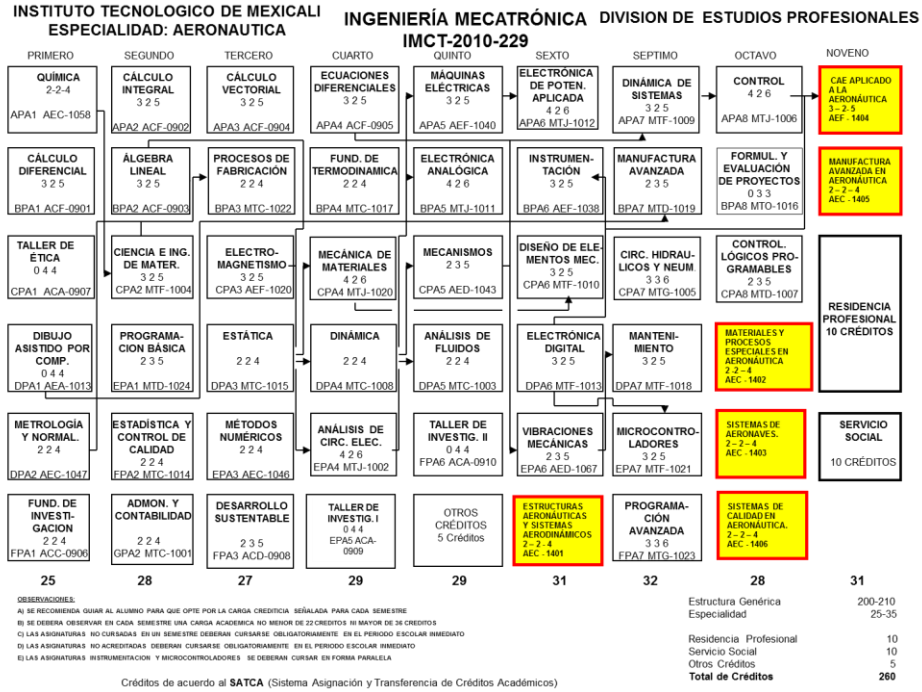 INSTITUTO TECNOLOGICO DE MEXICALI
ESPECIALIDAD: AERONAUTICA
INGENIERÍA MECATRÓNICA
IMCT-2010-229
DIVISION DE ESTUDIOS PROFESIONALES
PRIMERO
SEGUNDO
TERCERO
CUARTO
QUINTO
SEXTO
SEPTIMO
OCTAVO
NOVENO
QUÍMICA
2-2-4
APA1 AEC-1058
CÁLCULO
INTEGRAL
3 2 5
APA2 ACF-0902
CÁLCULO
VECTORIAL
3 2 5
APA3 ACF-0904
ECUACIONES
DIFERENCIALES
3 2 5
APA4 ACF-0905
MÁQUINAS
ELÉCTRICAS
3 2 5
APA5 AEF-1040
ELECTRÓNICA
DE POTEN.
APLICADA
4 2 6
APA6 MTJ-1012
DINÁMICA DE
SISTEMAS
3 2 5
APA7 MTF-1009
CONTROL
4 2 6
APA8 MTJ-1006
CAE APLICADO
A LA
AERONÁUTICA
3 – 2- 5
AEF - 1404
CÁLCULO
DIFERENCIAL
3 2 5
BPA1 ACF-0901
ÁLGEBRA
LINEAL
3 2 5
BPA2 ACF-0903
PROCESOS DE
FABRICACIÓN
2 2 4
BPA3 MTC-1022
FUND. DE
TERMODINAMICA
2 2 4
BPA4 MTC-1017
ELECTRÓNICA
ANALÓGICA
4 2 6
BPA5 MTJ-1011
INSTRUMEN-
TACIÓN
3 2 5
BPA6 AEF-1038
MANUFACTURA
AVANZADA
2 3 5
BPA7 MTD-1019
FORMUL. Y
EVALUACIÓN
DE PROYECTOS
0 3 3
BPA8 MTO-1016
MANUFACTURA
AVANZADA EN
AERONÁUTICA
2 – 2 – 4
AEC - 1405
TALLER DE
ÉTICA
0 4 4
CPA1 ACA-0907
CIENCIA E ING.
DE MATER.
3 2 5
CPA2 MTF-1004
ELECTRO-
MAGNETISMO
3 2 5
CPA3 AEF-1020
MECÁNICA DE
MATERIALES
4 2 6
CPA4 MTJ-1020
MECANISMOS
2 3 5
CPA5 AED-1043
DISEÑO DE ELE-
MENTOS MEC.
3 2 5
CPA6 MTF-1010
CIRC. HIDRAU-
LICOS Y NEUM.
3 3 6
CPA7 MTG-1005
CONTROL.
LÓGICOS PRO-
GRAMABLES
2 3 5
CPA8 MTD-1007
RESIDENCIA
PROFESIONAL
10 CRÉDITOS
DIBUJO
ASISTIDO POR
COMP.
0 4 4
DPA1 AEA-1013
PROGRAMA-
CION BÁSICA
2 3 5
EPA1 MTD-1024
ESTÁTICA
2 2 4
DPA3 MTC-1015
DINÁMICA
2 2 4
DPA4 MTC-1008
ANÁLISIS DE
FLUIDOS
2 2 4
DPA5 MTC-1003
ELECTRÓNICA
DIGITAL
3 2 5
DPA6 MTF-1013
MANTENI-
MIENTO
3 2 5
DPA7 MTF-1018
MATERIALES Y
PROCESOS
ESPECIALES EN
AERONÁUTICA
2 -2 – 4
AEC - 1402
METROLOGÍA
Y NORMAL.
2 2 4
DPA2 AEC-1047
ESTADÍSTICA Y
CONTROL DE
CALIDAD
2 2 4
FPA2 MTC-1014
MÉTODOS
NUMÉRICOS
2 2 4
EPA3 AEC-1046
ANÁLISIS DE
CIRC. ELEC.
4 2 6
EPA4 MTJ-1002
TALLER DE
INVESTIG. II
0 4 4
FPA6 ACA-0910
VIBRACIONES
MECÁNICAS
2 3 5
EPA6 AED-1067
MICROCONTRO-
LADORES
3 2 5
EPA7 MTF-1021
SISTEMAS DE
AERONAVES.
2 – 2 – 4
AEC - 1403
SERVICIO
SOCIAL
10 CRÉDITOS
FUND. DE
INVESTI-
GACION
2 2 4
FPA1 ACC-0906
ADMON. Y
CONTABILIDAD
2 2 4
GPA2 MTC-1001
DESARROLLO
SUSTENTABLE
2 3 5
FPA3 ACD-0908
TALLER DE
INVESTIG. I
0 4 4
EPA5 ACA-
0909
OTROS
CRÉDITOS
5 Créditos
ESTRUCTURAS
AERONÁUTICAS
Y SISTEMAS
AERODINÁMICOS
2 – 2 - 4
AEC - 1401
PROGRAMA-
CIÓN
AVANZADA
3 3 6
FPA7 MTG-1023
SISTEMAS DE
CALIDAD EN
AERONÁUTICA.
2 – 2 – 4
AEC - 1406
25
28
27
29
29
31
32
28
31
OBSERVACIONES:
A) SE RECOMIENDA GUIAR AL ALUMNO PARA QUE OPTE POR LA CARGA CREDITICIA SEÑALADA PARA CADA SEMESTRE
B) SE DEBERA OBSERVAR EN CADA SEMESTRE UNA CARGA ACADEMICA NO MENOR DE 22 CREDITOS NI MAYOR DE 36 CREDITOS
C) LAS ASIGNATURAS NO CURSADAS EN UN SEMESTRE DEBERAN CURSARSE OBLIGATORIAMENTE EN EL PERIODO ESCOLAR INMEDIATO
D) LAS ASIGNATURAS NO ACREDITADAS DEBERAN CURSARSE OBLIGATORIAMENTE EN EL PERIODO ESCOLAR INMEDIATO
E) LAS ASIGNATURAS INSTRUMENTACION Y MICROCONTROLADORES SE DEBERAN CURSAR EN FORMA PARALELA
Estructura Genérica 200-210
Especialidad 25-35
Residencia Profesional 10
Servicio Social 10
Otros Créditos 5
Total de Créditos 260
Créditos de acuerdo al SATCA (Sistema Asignación y Transferencia de Créditos Académicos)